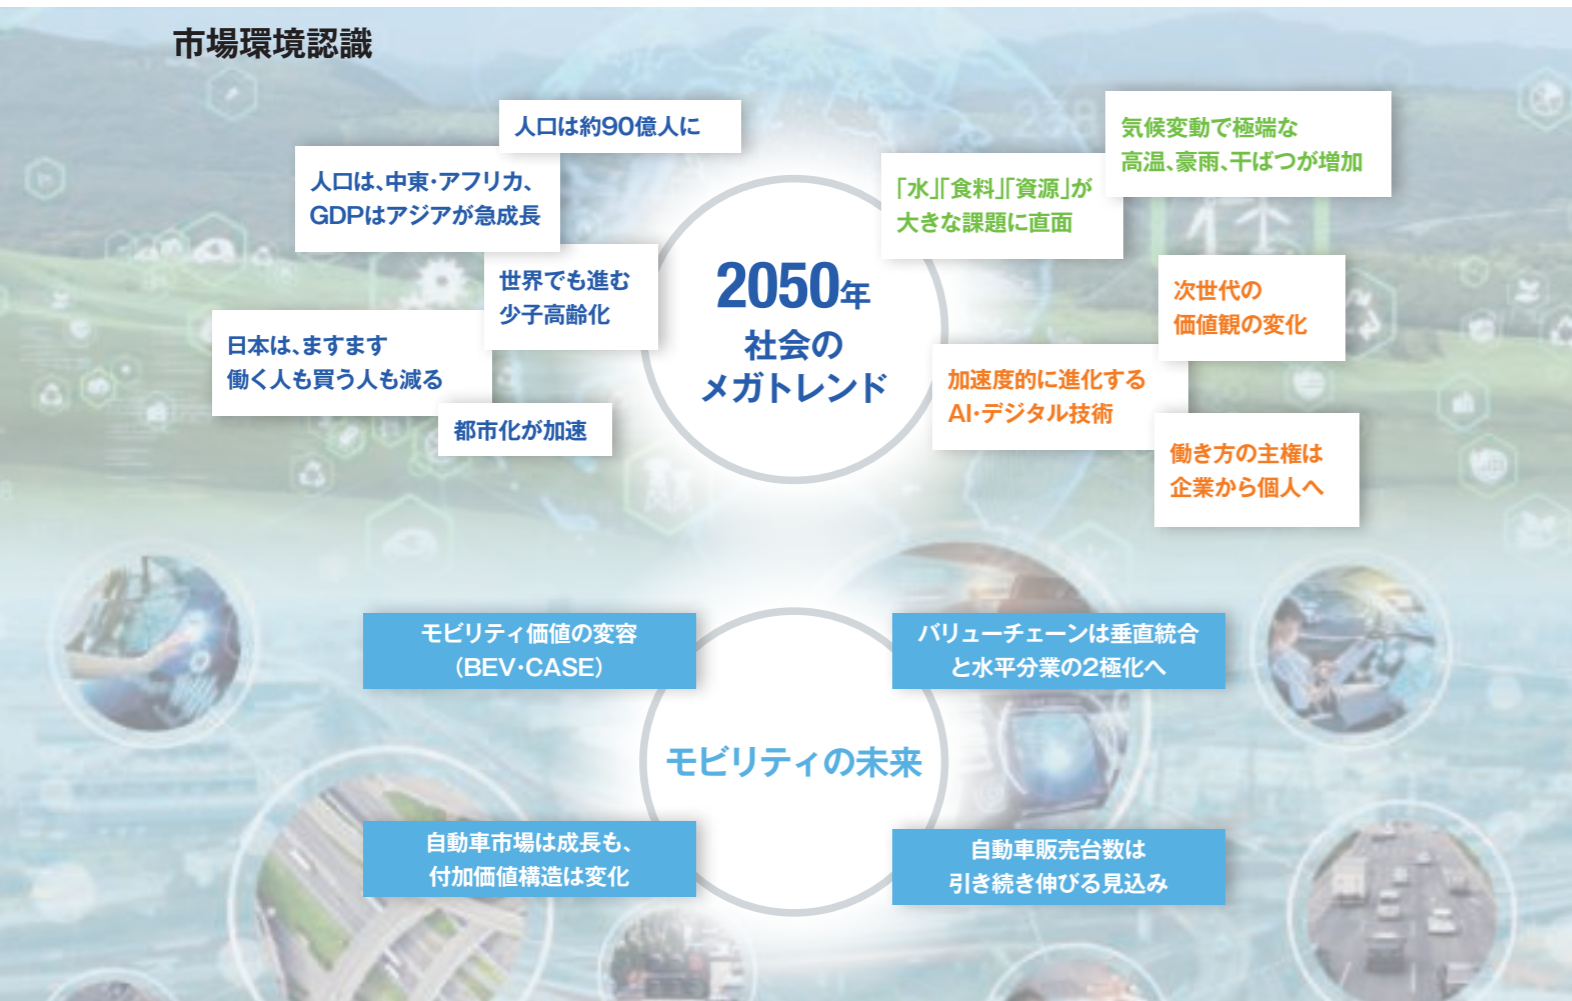 市場環境認識
人口は約90億人に
人口は、中東・アフリカ、
GDPはアジアが急成長
世界でも進む
少子高齢化
日本は、ますます
働く人も買う人も減る
都市化が加速
2050年
社会の
メガトレンド
気候変動で極端な
高温、豪雨、干ばつが増加
「水」「食料」「資源」が
大きな課題に直面
次世代の
価値観の変化
加速度的に進化する
AI・デジタル技術
働き方の主権は
企業から個人へ
モビリティ価値の変容
（BEV・CASE）
バリューチェーンは垂直統合
と水平分業の2極化へ
モビリティの未来
自動車市場は成長も、
付加価値構造は変化
自動車販売台数は
引き続き伸びる見込み